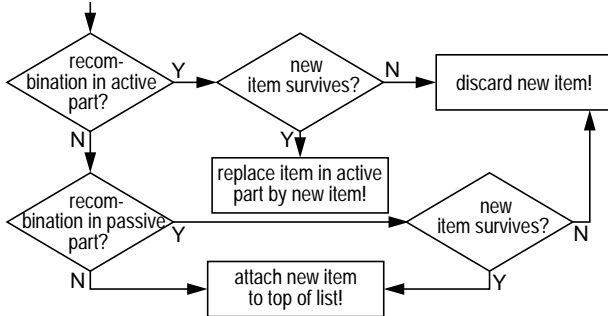 recom-
bination in active
part?
Y
new
item survives?
N
discard new item!
N
Y
replace item in active
part by new item!
recom-
bination in passive
part?
Y
new
item survives?
N
N
attach new item
to top of list!
Y